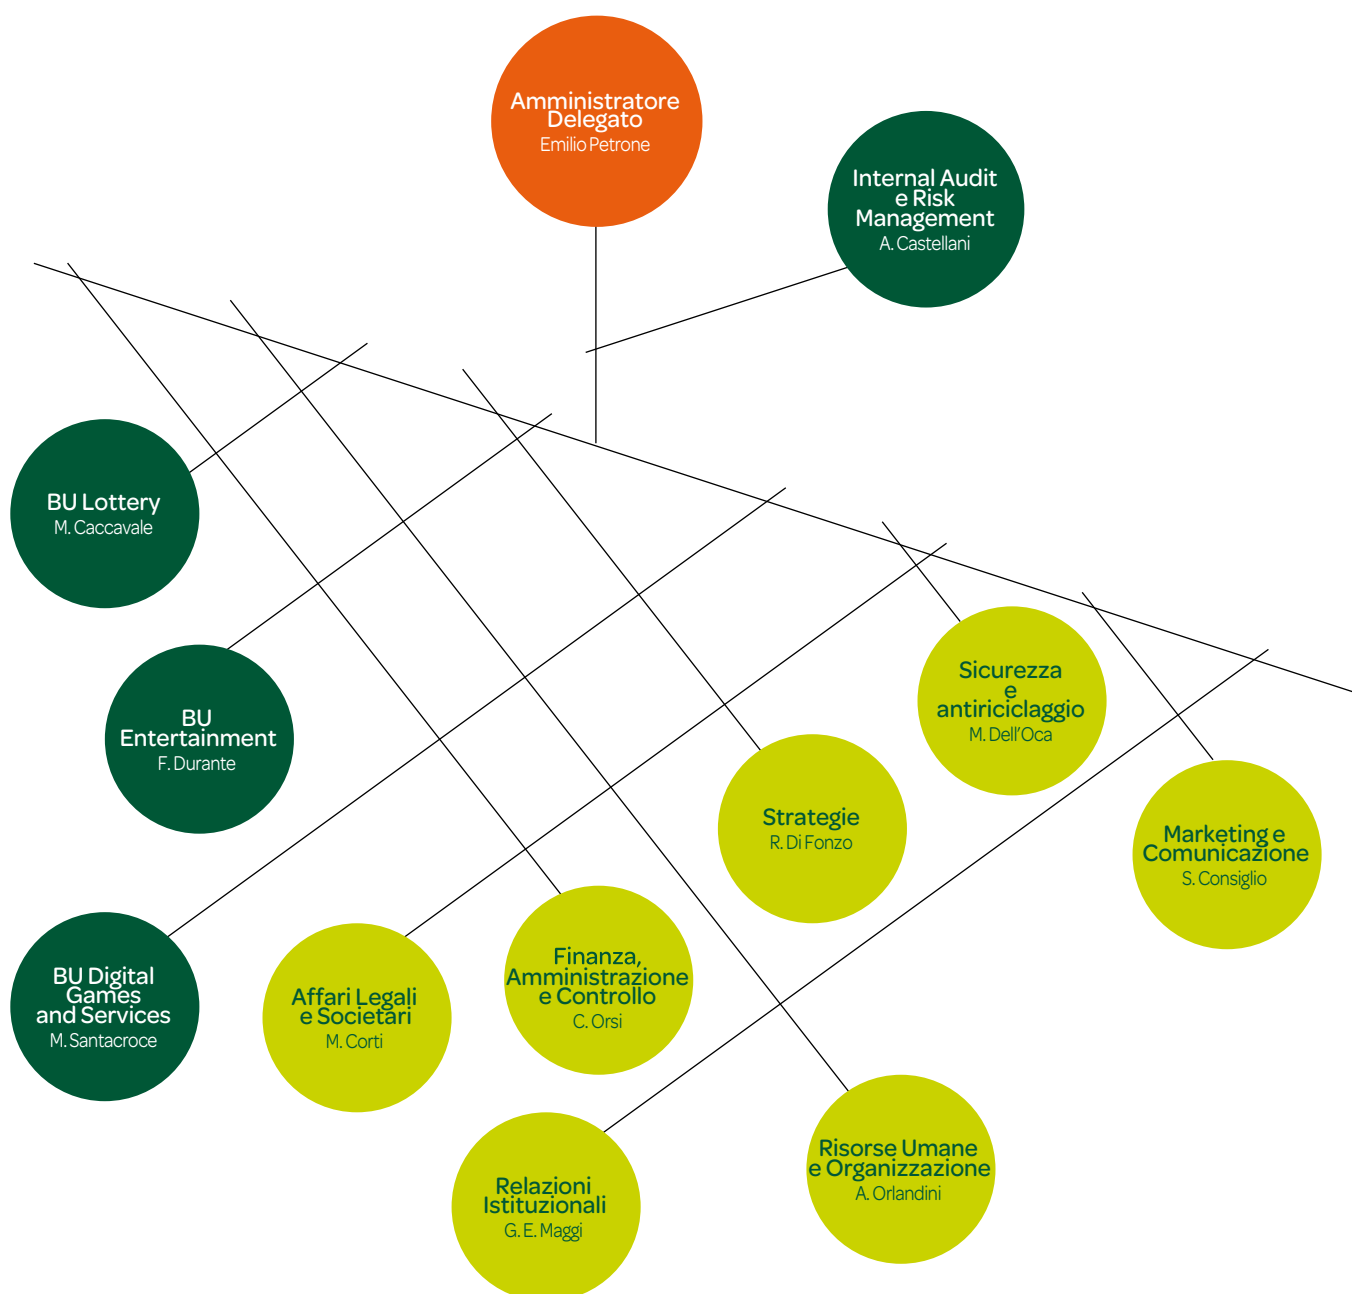 Amministratore
Delegato
Emilio Petrone
Internal Audit
e Risk
Management
A. Castellani
BU Lottery
M. Caccavale
BU
Entertainment
F. Durante
Sicurezza
e
antiriciclaggio
M. Dell'Oca
Strategie
R. Di Fonzo
Marketing e
Comunicazione
S. Consiglio
BU Digital
Games
and Services
M. Santacroce
Affari Legali
e Societari
M. Corti
Finanza,
Amministrazione
e Controllo
C. Orsi
Relazioni
Istituzionali
G. E. Maggi
Risorse Umane
e Organizzazione
A. Orlandini